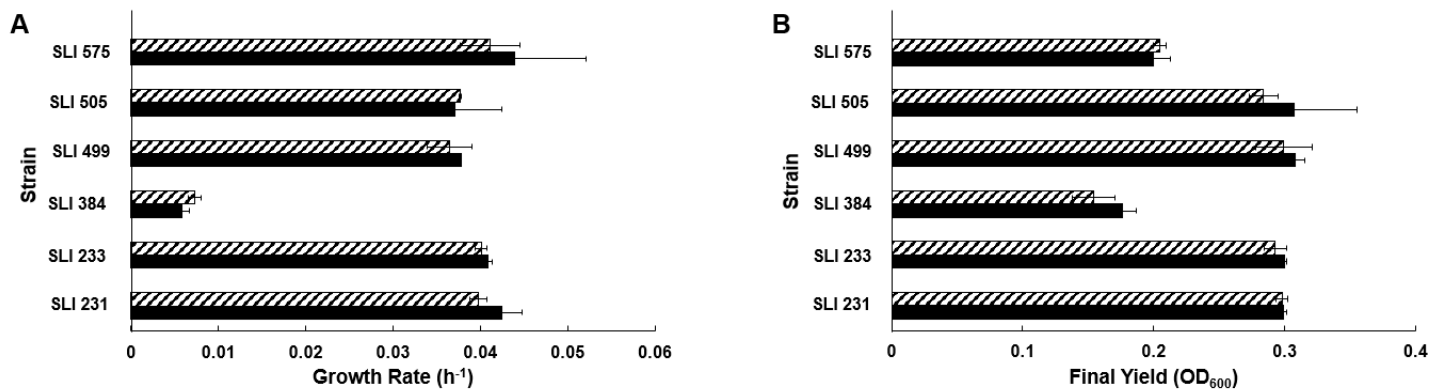 A
Strain
SLI 575
SLI 505
SLI 499
SLI 384
SLI 233
SLI 231
0 0.01 0.02 0.03 0.04 0.05 0.06
Growth Rate (h⁻¹)
B
Strain
SLI 575
SLI 505
SLI 499
SLI 384
SLI 233
SLI 231
0 0.1 0.2 0.3 0.4
Final Yield (OD₆₀₀)